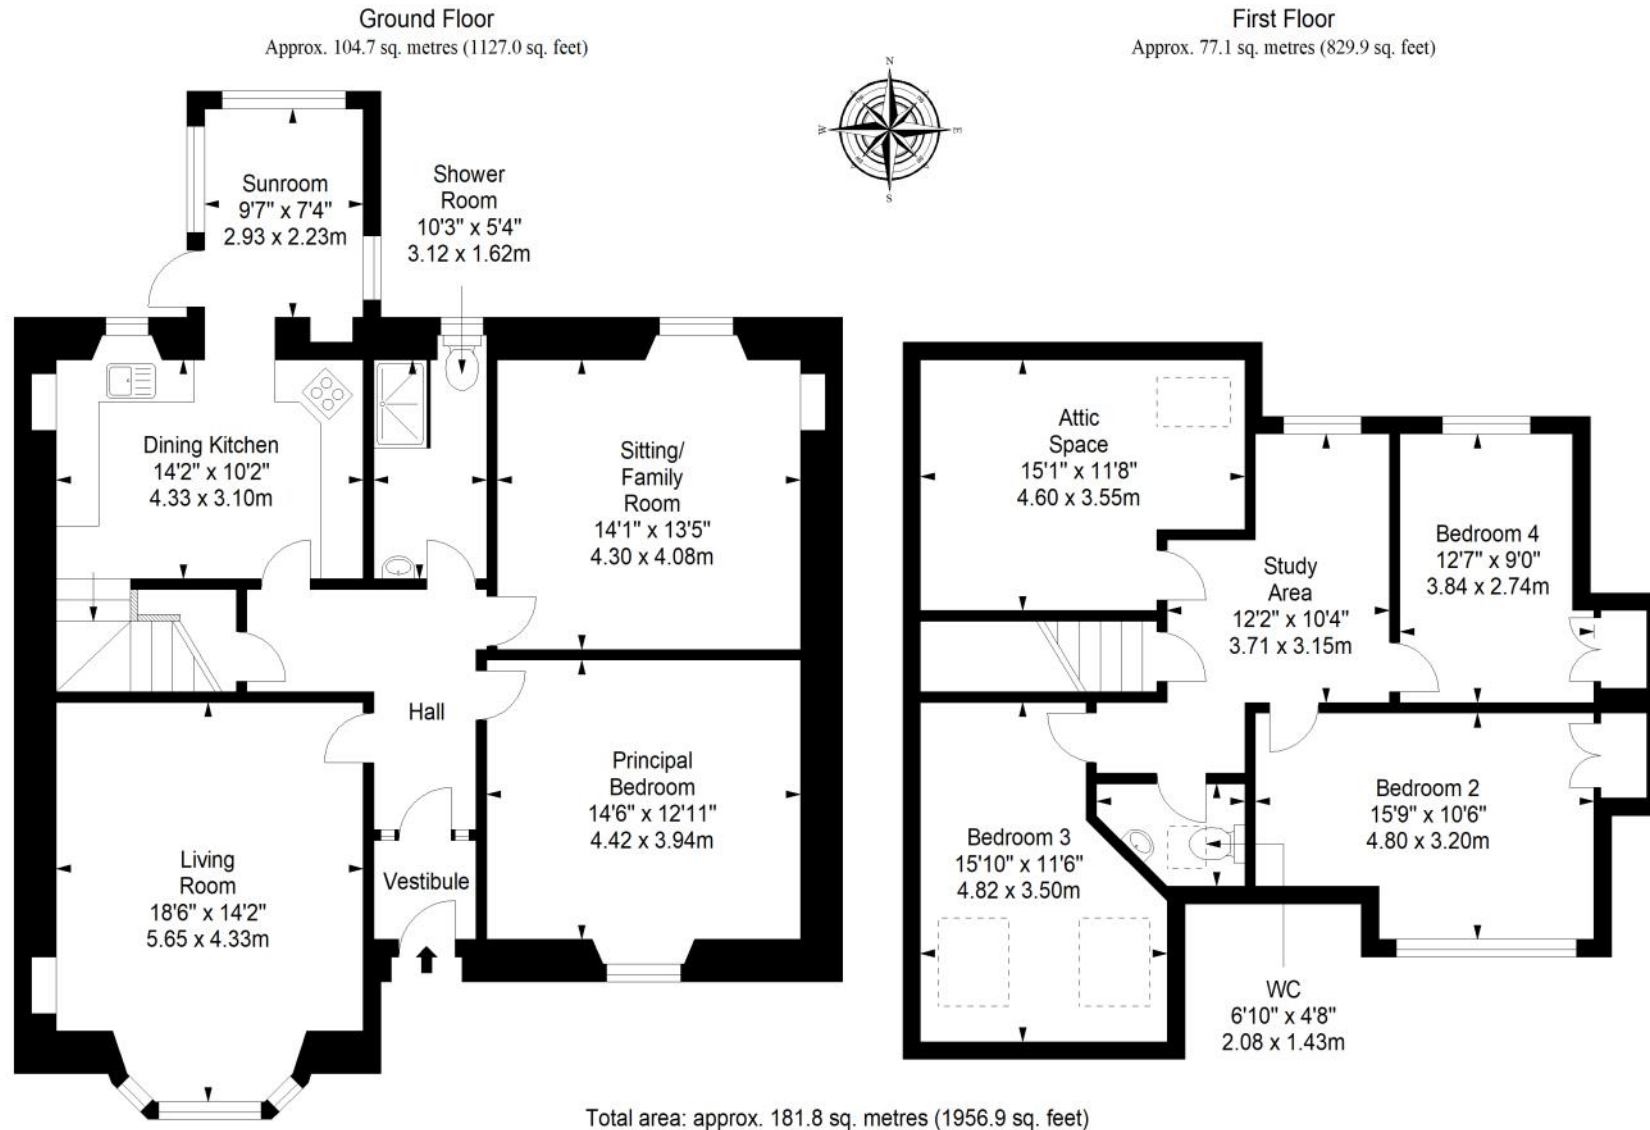 Ground Floor
Approx. 104.7 sq. metres (1127.0 sq. feet)
First Floor
Approx. 77.1 sq. metres (829.9 sq. feet)
N
W
E
S
Sunroom
9'7" x 7'4"
2.93 x 2.23m
Shower
Room
10'3" x 5'4"
3.12 x 1.62m
Dining Kitchen
14'2" x 10'2"
4.33 x 3.10m
Sitting/
Family
Room
14'1" x 13'5"
4.30 x 4.08m
Hall
Principal
Bedroom
14'6" x 12'11"
4.42 x 3.94m
Living
Room
18'6" x 14'2"
5.65 x 4.33m
Vestibule
Attic
Space
15'1" x 11'8"
4.60 x 3.55m
Study
Area
12'2" x 10'4"
3.71 x 3.15m
Bedroom 4
12'7" x 9'0"
3.84 x 2.74m
Bedroom 3
15'10" x 11'6"
4.82 x 3.50m
Bedroom 2
15'9" x 10'6"
4.80 x 3.20m
WC
6'10" x 4'8"
2.08 x 1.43m
Total area: approx. 181.8 sq. metres (1956.9 sq. feet)